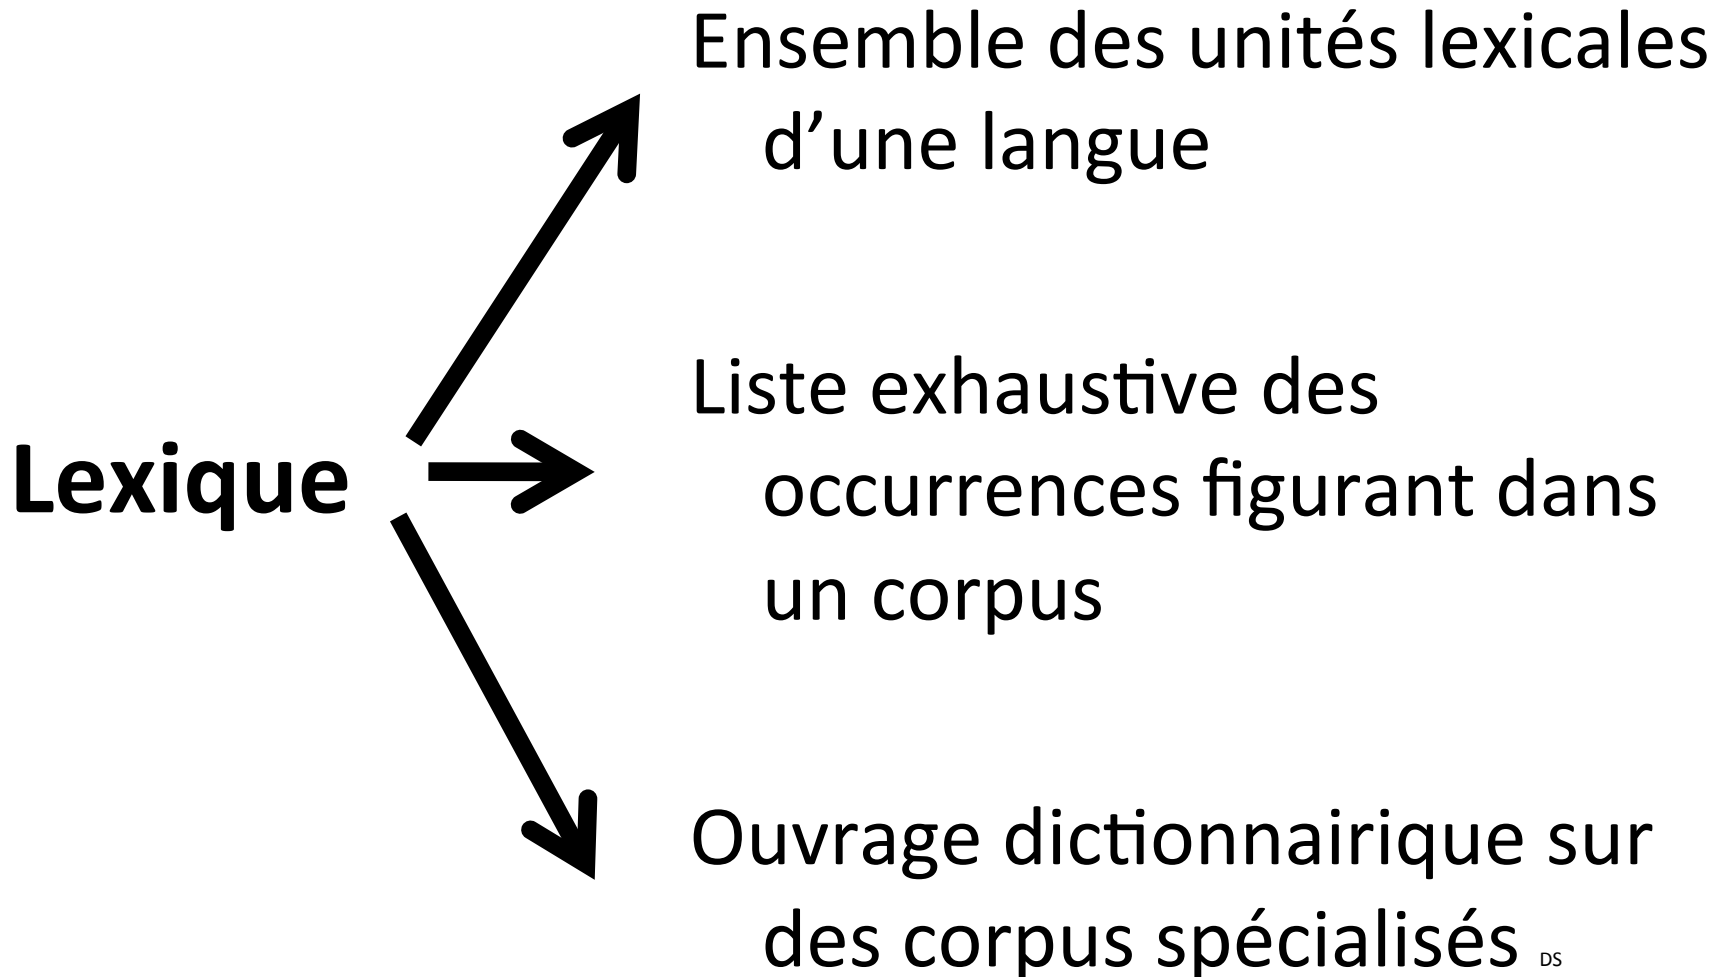 Ensemble des unités lexicales
d’une langue
Liste exhaustive des
Lexique
occurrences figurant dans
un corpus
Ouvrage dictionnairique sur
des corpus spécialisés DS